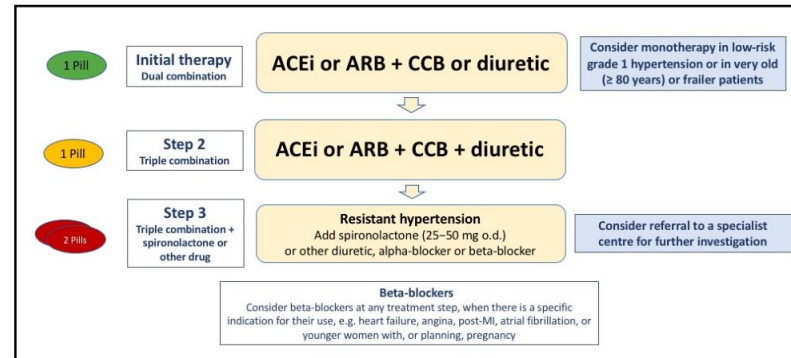 1 Pill
Initial therapy
Dual combination
ACEi or ARB + CCB or diuretic
Consider monotherapy in low-risk
grade 1 hypertension or in very old
(≥ 80 years) or frailer patients
1 Pill
Step 2
Triple combination
ACEi or ARB + CCB + diuretic
2 Pills
Step 3
Triple combination +
spironolactone or
other drug
Resistant hypertension
Add spironolactone (25–50 mg o.d.)
or other diuretic, alpha-blocker or beta-blocker
Consider referral to a specialist
centre for further investigation
Beta-blockers
Consider beta-blockers at any treatment step, when there is a specific
indication for their use, e.g. heart failure, angina, post-MI, atrial fibrillation, or
younger women with, or planning, pregnancy